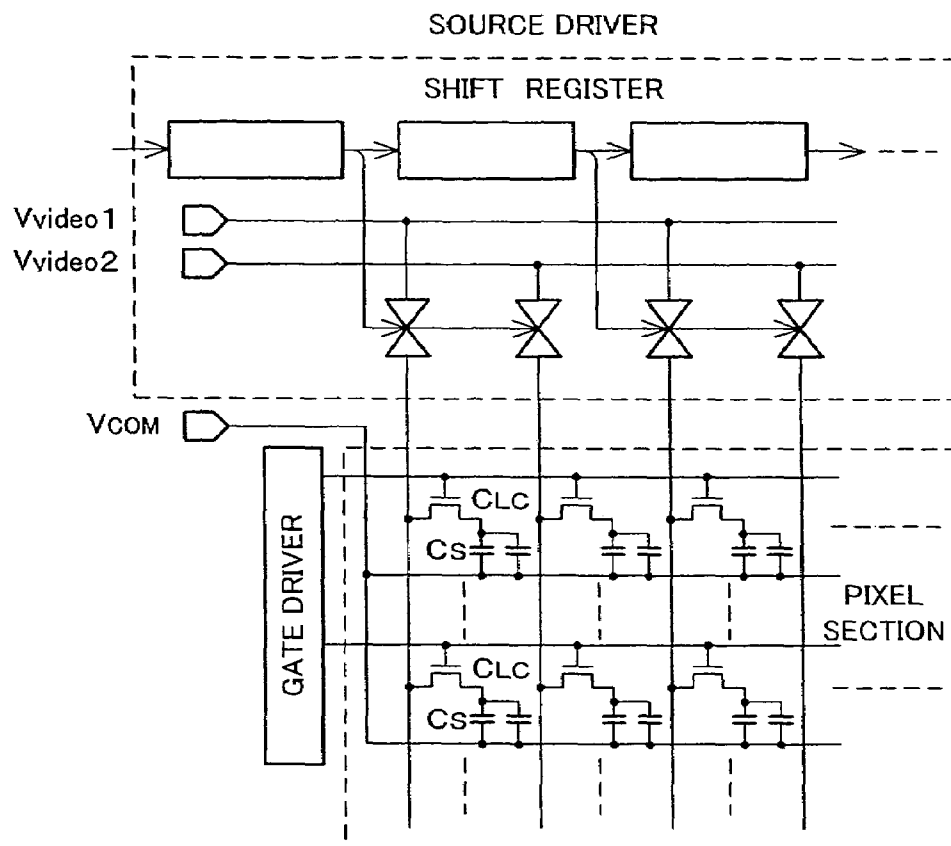 SOURCE DRIVER
SHIFT REGISTER
Vvideo1
Vvideo2
VCOM
GATE DRIVER
CLC
CS
PIXEL
SECTION
CLC
CS